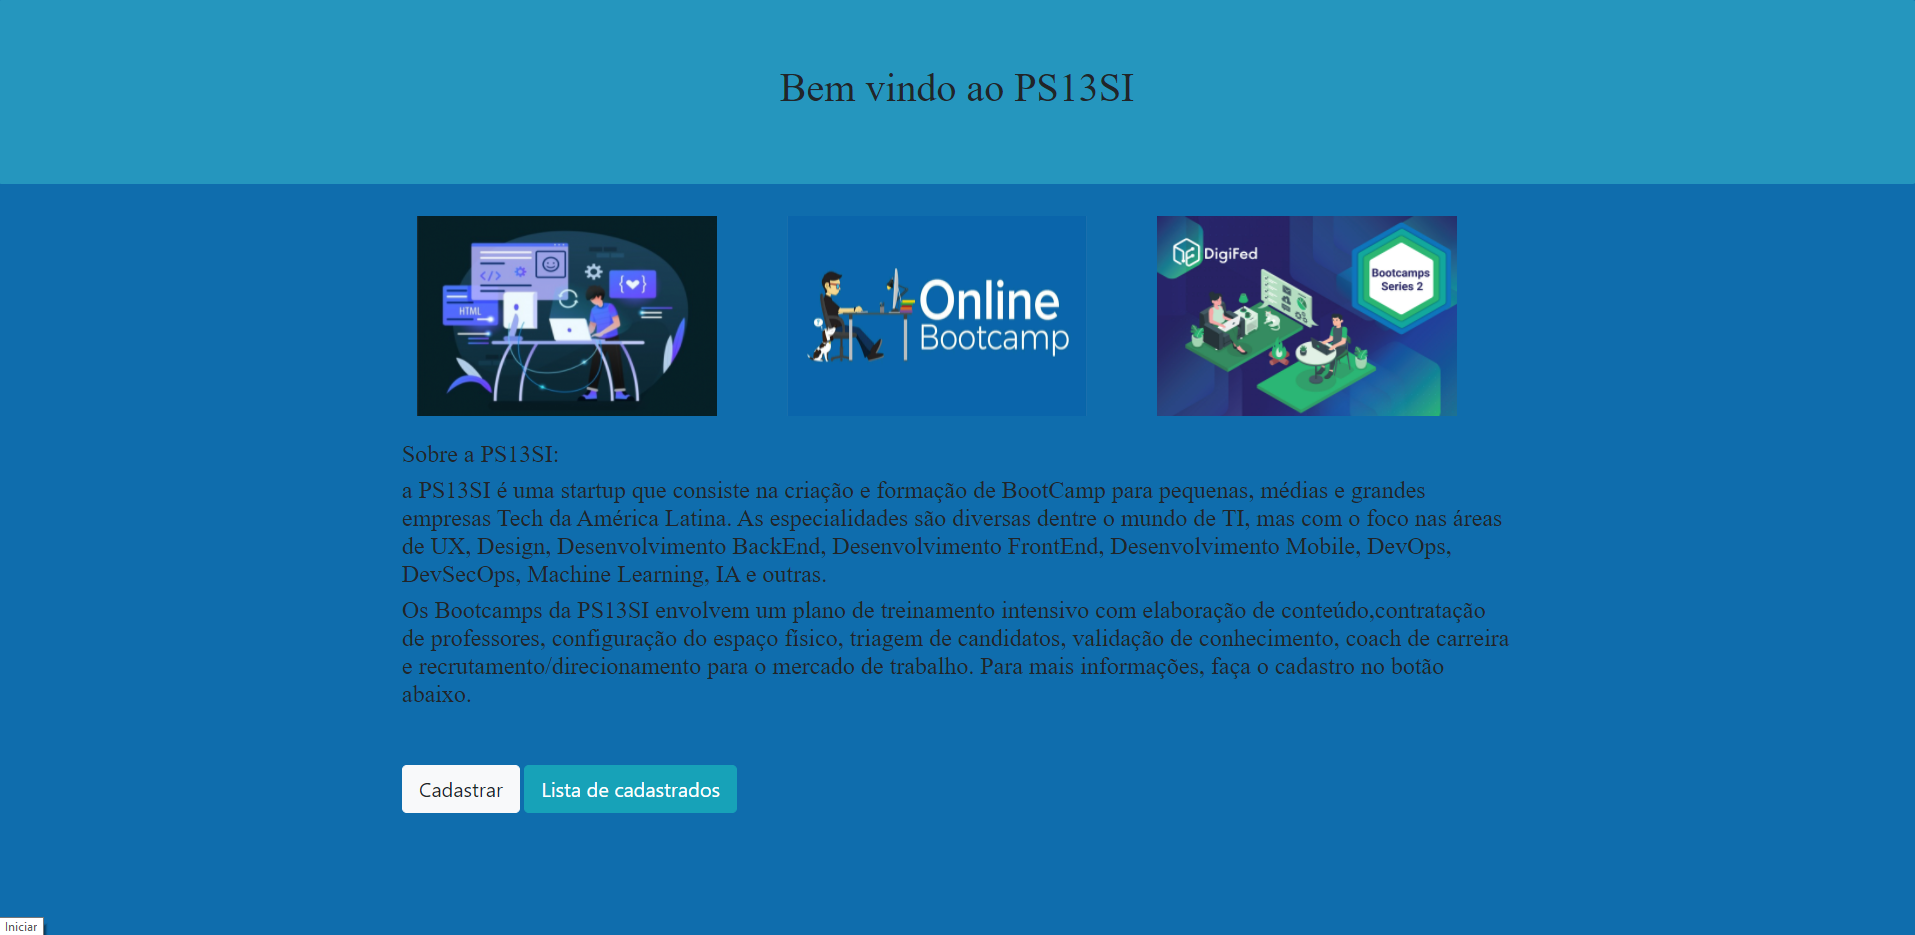 Bem vindo ao PS13SI
</>
HTML
{♥}
Online
Bootcamp
DigiFed
Bootcamps
Series 2
Sobre a PS13SI:
a PS13SI é uma startup que consiste na criação e formação de BootCamp para pequenas, médias e grandes
empresas Tech da América Latina. As especialidades são diversas dentre o mundo de TI, mas com o foco nas áreas
de UX, Design, Desenvolvimento BackEnd, Desenvolvimento FrontEnd, Desenvolvimento Mobile, DevOps,
DevSecOps, Machine Learning, IA e outras.
Os Bootcamps da PS13SI envolvem um plano de treinamento intensivo com elaboração de conteúdo,contratação
de professores, configuração do espaço físico, triagem de candidatos, validação de conhecimento, coach de carreira
e recrutamento/direcionamento para o mercado de trabalho. Para mais informações, faça o cadastro no botão
abaixo.
Cadastrar
Lista de cadastrados
Iniciar